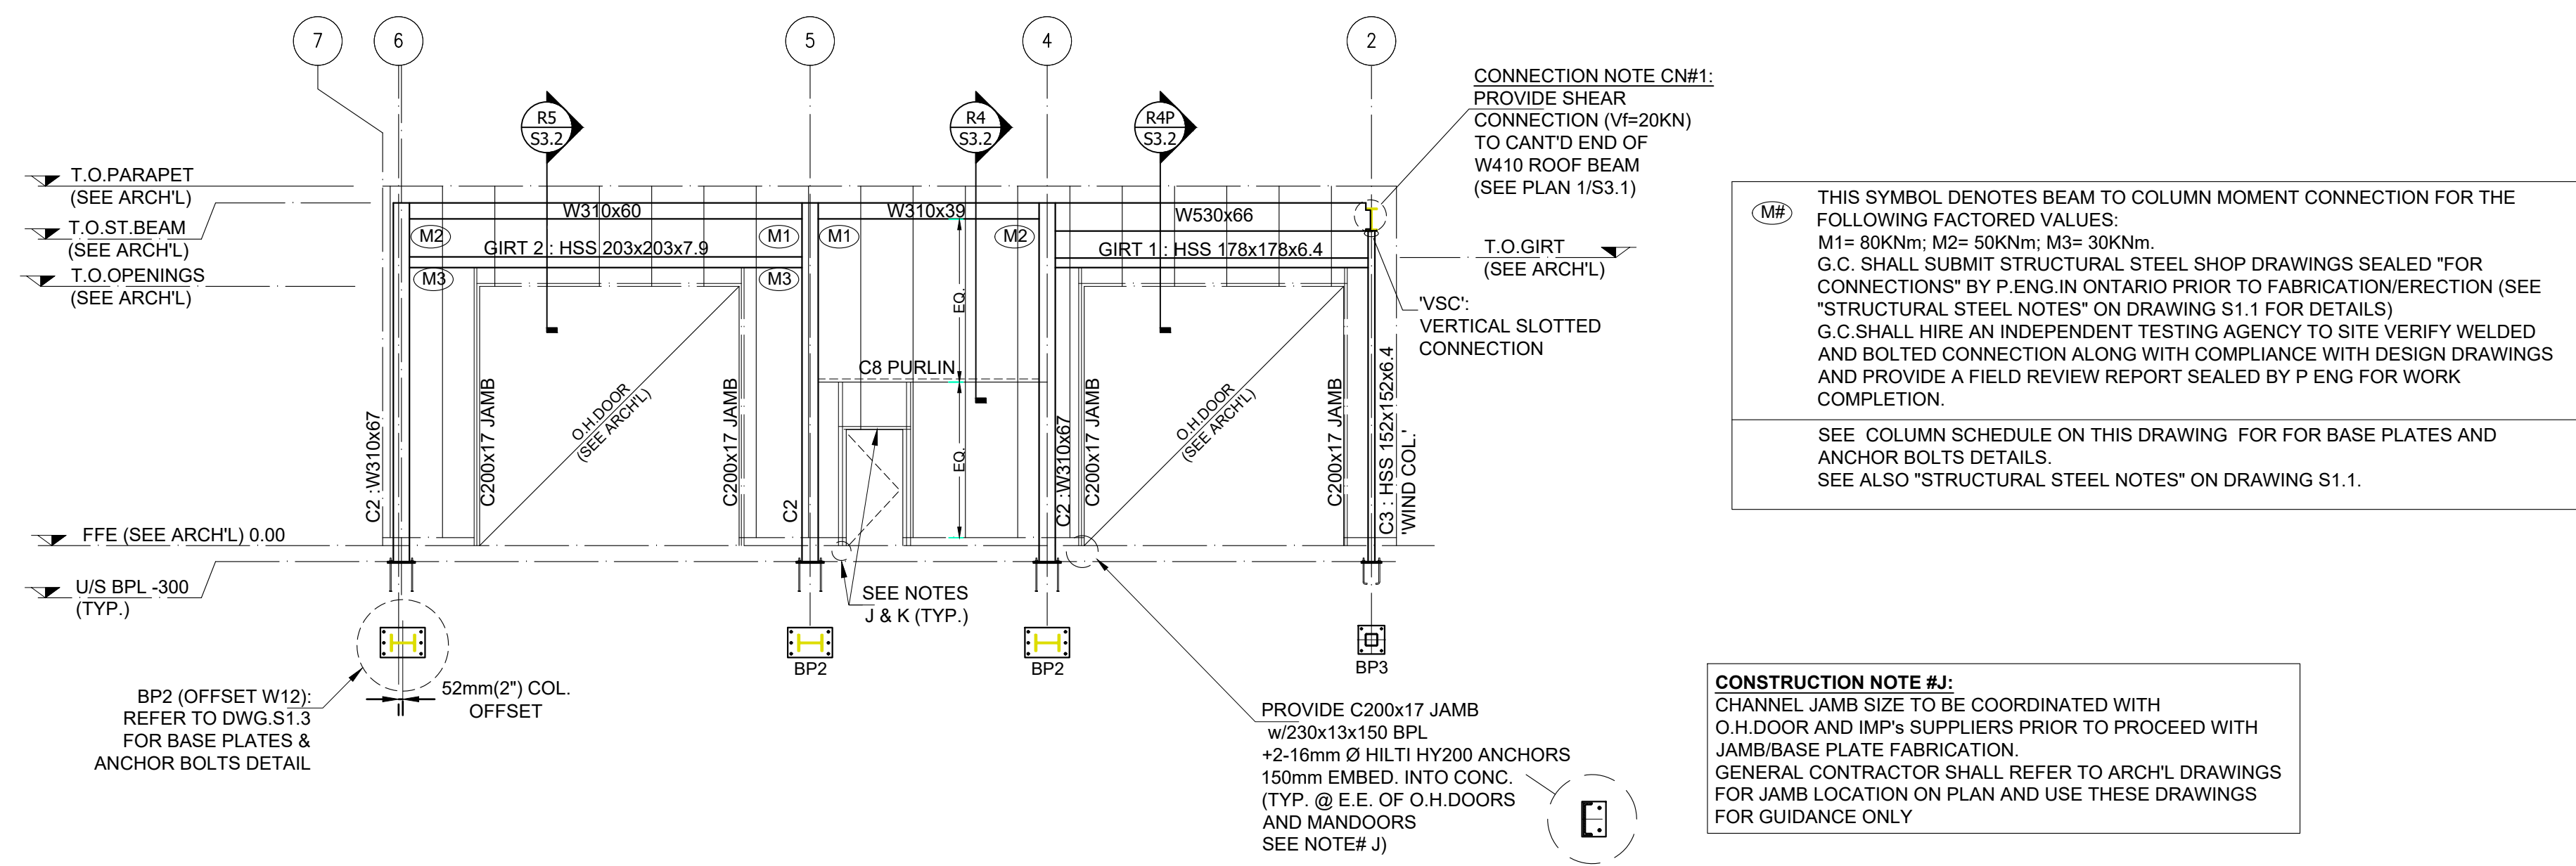 7
6
5
4
2
R5
S3.2
R4
S3.2
R4P
S3.2
CONNECTION NOTE CN#1:
PROVIDE SHEAR
CONNECTION (Vf=20KN)
TO CANT'D END OF
W410 ROOF BEAM
(SEE PLAN 1/S3.1)
T.O.PARAPET
(SEE ARCH'L)
T.O.ST.BEAM
(SEE ARCH'L)
T.O.OPENINGS
(SEE ARCH'L)
W310x60
W310x39
W530x66
M2
M1
M1
M2
GIRT 2 : HSS 203x203x7.9
GIRT 1 : HSS 178x178x6.4
M3
M3
T.O.GIRT
(SEE ARCH'L)
'VSC':
VERTICAL SLOTTED
CONNECTION
EQ.
EQ.
C8 PURLIN
C2 :W310x67
C200x17 JAMB
O.H.DOOR
(SEE ARCH'L)
C200x17 JAMB
C2
C2 :W310x67
C200x17 JAMB
O.H.DOOR
(SEE ARCH'L)
C200x17 JAMB
C3 : HSS 152x152x6.4
'WIND COL.'
FFE (SEE ARCH'L) 0.00
U/S BPL -300
(TYP.)
SEE NOTES
J & K (TYP.)
BP2
BP2
BP3
BP2 (OFFSET W12):
REFER TO DWG.S1.3
FOR BASE PLATES &
ANCHOR BOLTS DETAIL
52mm(2") COL.
OFFSET
PROVIDE C200x17 JAMB
w/230x13x150 BPL
+2-16mm Ø HILTI HY200 ANCHORS
150mm EMBED. INTO CONC.
(TYP. @ E.E. OF O.H.DOORS
AND MANDOORS
SEE NOTE# J)
M#
THIS SYMBOL DENOTES BEAM TO COLUMN MOMENT CONNECTION FOR THE
FOLLOWING FACTORED VALUES:
M1= 80KNm; M2= 50KNm; M3= 30KNm.
G.C. SHALL SUBMIT STRUCTURAL STEEL SHOP DRAWINGS SEALED "FOR
CONNECTIONS" BY P.ENG.IN ONTARIO PRIOR TO FABRICATION/ERECTION (SEE
"STRUCTURAL STEEL NOTES" ON DRAWING S1.1 FOR DETAILS)
G.C.SHALL HIRE AN INDEPENDENT TESTING AGENCY TO SITE VERIFY WELDED
AND BOLTED CONNECTION ALONG WITH COMPLIANCE WITH DESIGN DRAWINGS
AND PROVIDE A FIELD REVIEW REPORT SEALED BY P ENG FOR WORK
COMPLETION.
SEE COLUMN SCHEDULE ON THIS DRAWING FOR FOR BASE PLATES AND
ANCHOR BOLTS DETAILS.
SEE ALSO "STRUCTURAL STEEL NOTES" ON DRAWING S1.1.
CONSTRUCTION NOTE #J:
CHANNEL JAMB SIZE TO BE COORDINATED WITH
O.H.DOOR AND IMP's SUPPLIERS PRIOR TO PROCEED WITH
JAMB/BASE PLATE FABRICATION.
GENERAL CONTRACTOR SHALL REFER TO ARCH'L DRAWINGS
FOR JAMB LOCATION ON PLAN AND USE THESE DRAWINGS
FOR GUIDANCE ONLY